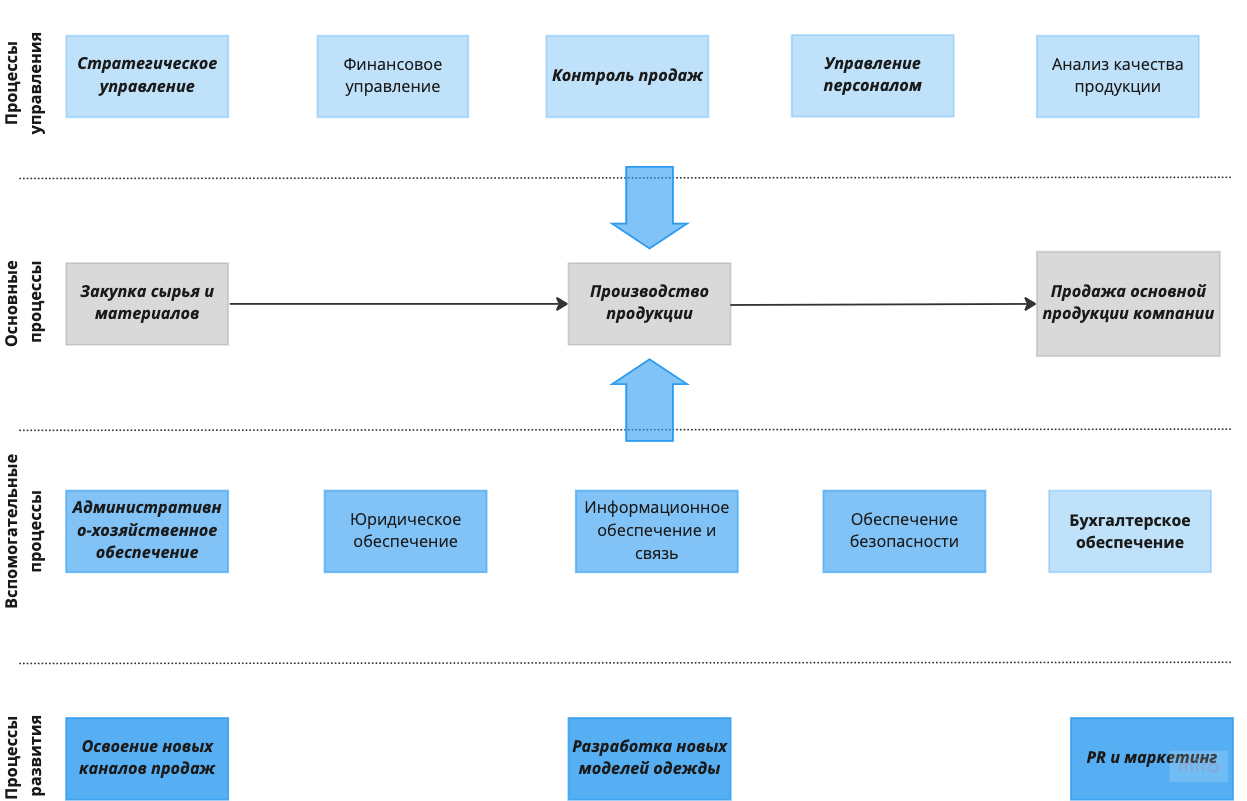 Процессы
управления
Стратегическое
управление
Финансовое
управление
Контроль продаж
Управление
персоналом
Анализ качества
продукции
Основные
процессы
Закупка сырья и
материалов
Производство
продукции
Продажа основной
продукции компании
Вспомогательные
процессы
Административн
о-хозяйственное
обеспечение
Юридическое
обеспечение
Информационное
обеспечение и
связь
Обеспечение
безопасности
Бухгалтерское
обеспечение
Процессы
развития
Освоение новых
каналов продаж
Разработка новых
моделей одежды
PR и маркетинг
miro